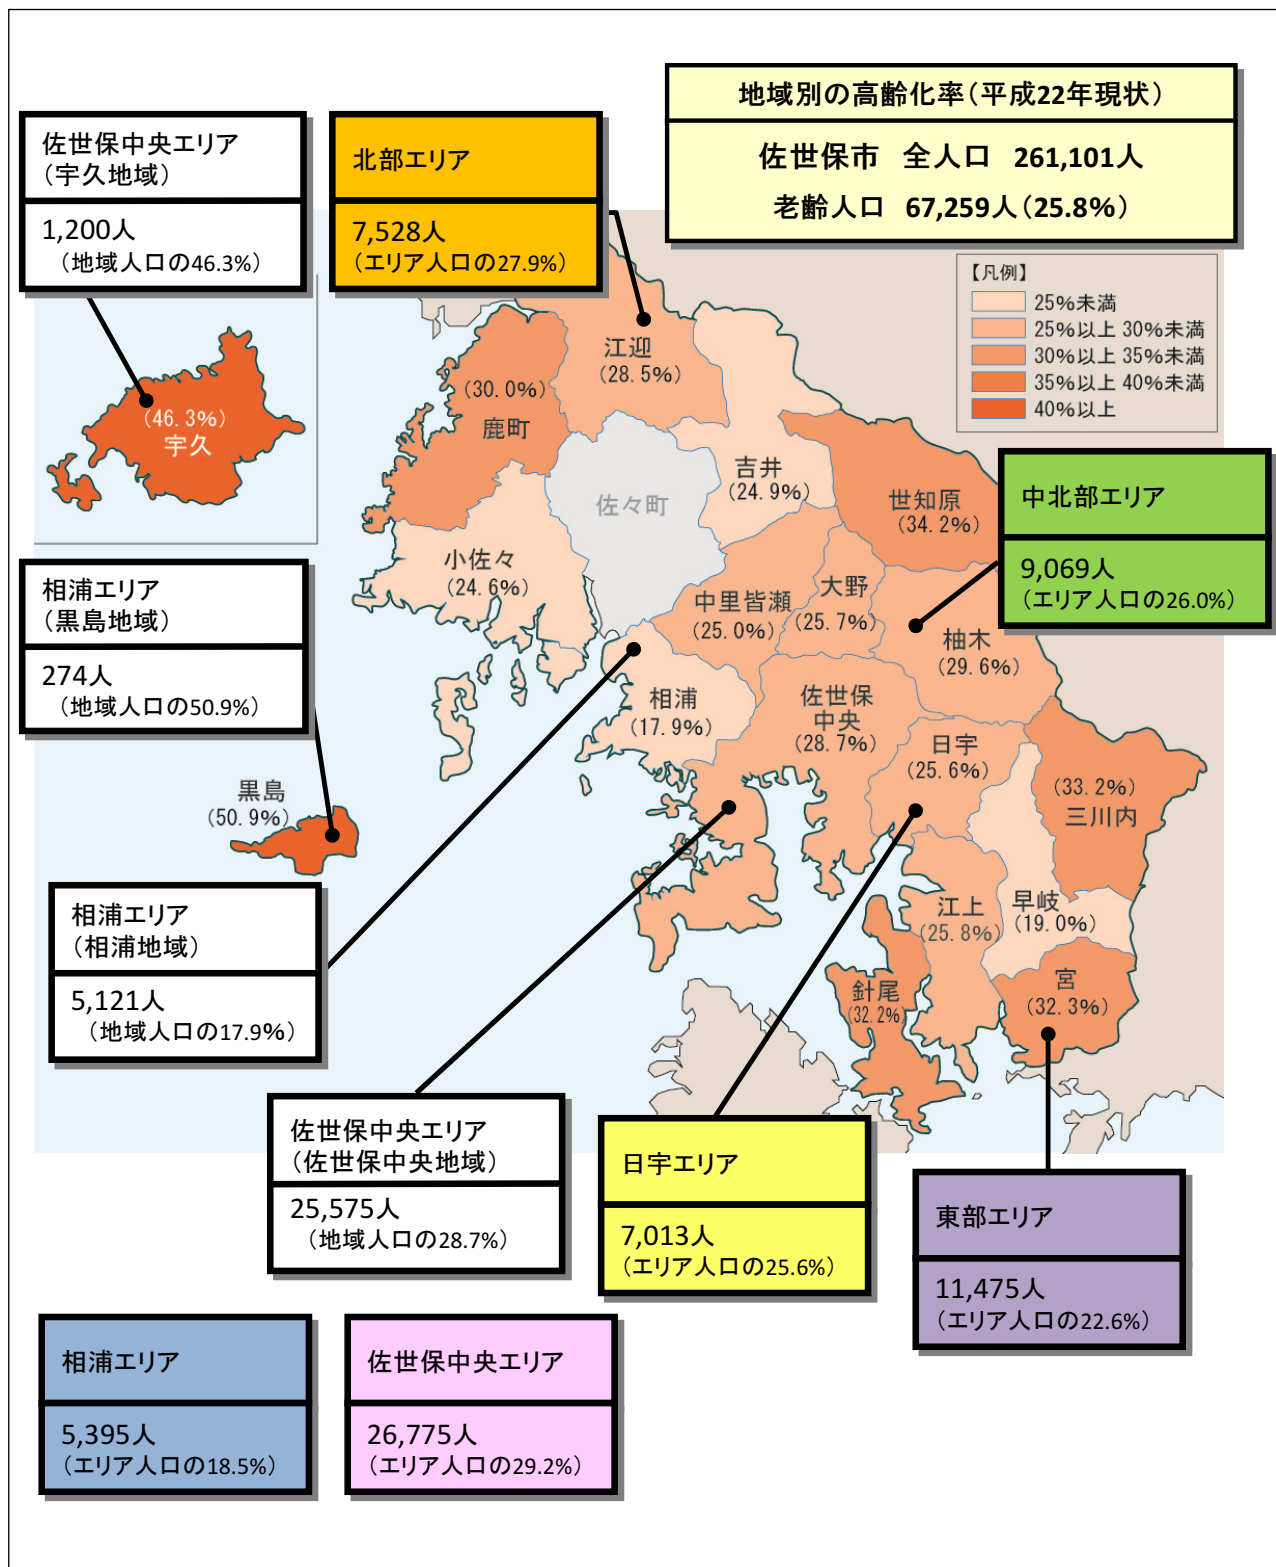 地域別の高齢化率（平成22年現状）
佐世保市 全人口 261,101人
老齢人口 67,259人（25.8％）
佐世保中央エリア
（宇久地域）
1,200人
（地域人口の46.3%）
北部エリア
7,528人
（エリア人口の27.9%）
【凡例】
25％未満
25％以上 30％未満
30％以上 35％未満
35％以上 40％未満
40％以上
(46.3%)
宇久
江迎
(28.5%)
(30.0%)
鹿町
佐々町
吉井
(24.9%)
世知原
(34.2%)
中北部エリア
9,069人
（エリア人口の26.0%）
小佐々
(24.6%)
中里皆瀬
(25.0%)
大野
(25.7%)
柚木
(29.6%)
相浦エリア
（黒島地域）
274人
（地域人口の50.9%）
相浦
(17.9%)
佐世保
中央
(28.7%)
日宇
(25.6%)
(33.2%)
三川内
黒島
(50.9%)
早岐
(19.0%)
江上
(25.8%)
針尾
(32.2%)
宮
(32.3%)
相浦エリア
（相浦地域）
5,121人
（地域人口の17.9%）
佐世保中央エリア
（佐世保中央地域）
25,575人
（地域人口の28.7%）
日宇エリア
7,013人
（エリア人口の25.6%）
東部エリア
11,475人
（エリア人口の22.6%）
相浦エリア
5,395人
（エリア人口の18.5%）
佐世保中央エリア
26,775人
（エリア人口の29.2%）